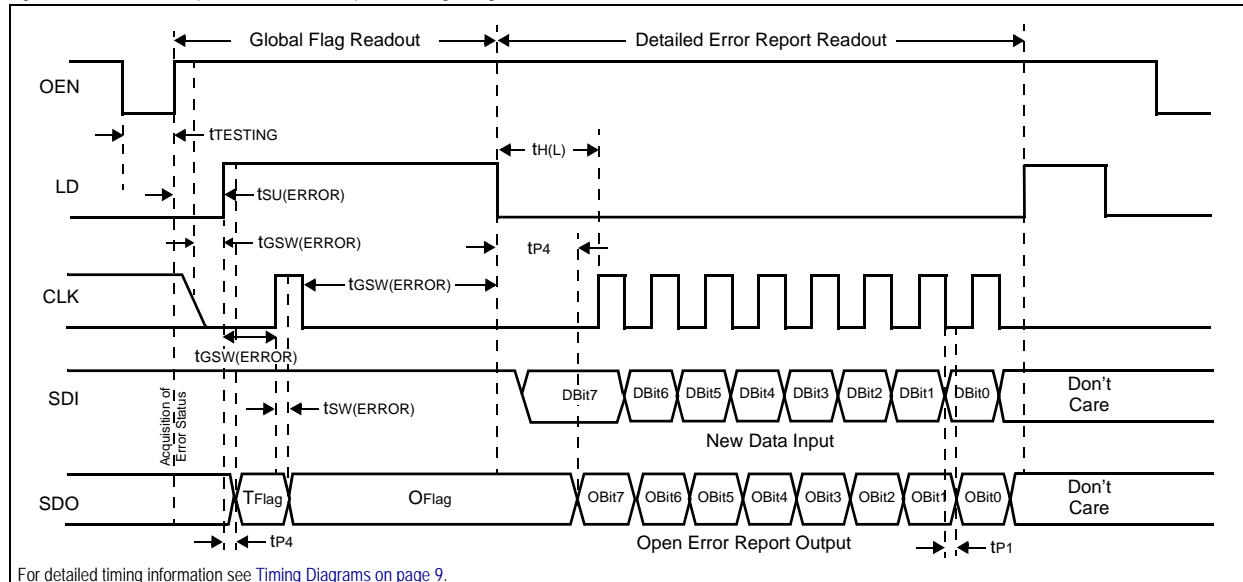 Global Flag Readout
Detailed Error Report Readout
OEN
tTESTING
tH(L)
LD
tSU(ERROR)
tGSW(ERROR)
tP4
CLK
tGSW(ERROR)
tGSW(ERROR)
SDI
DBit7 DBit6 DBit5 DBit4 DBit3 DBit2 DBit1 DBit0
Don't
Care
tSW(ERROR)
Acquisition of
Error Status
New Data Input
SDO
TFlag
OFlag
OBit7 OBit6 OBit5 OBit4 OBit3 OBit2 OBit1 OBit0
Don't
Care
tP4
Open Error Report Output
tP1
For detailed timing information see Timing Diagrams on page 9.